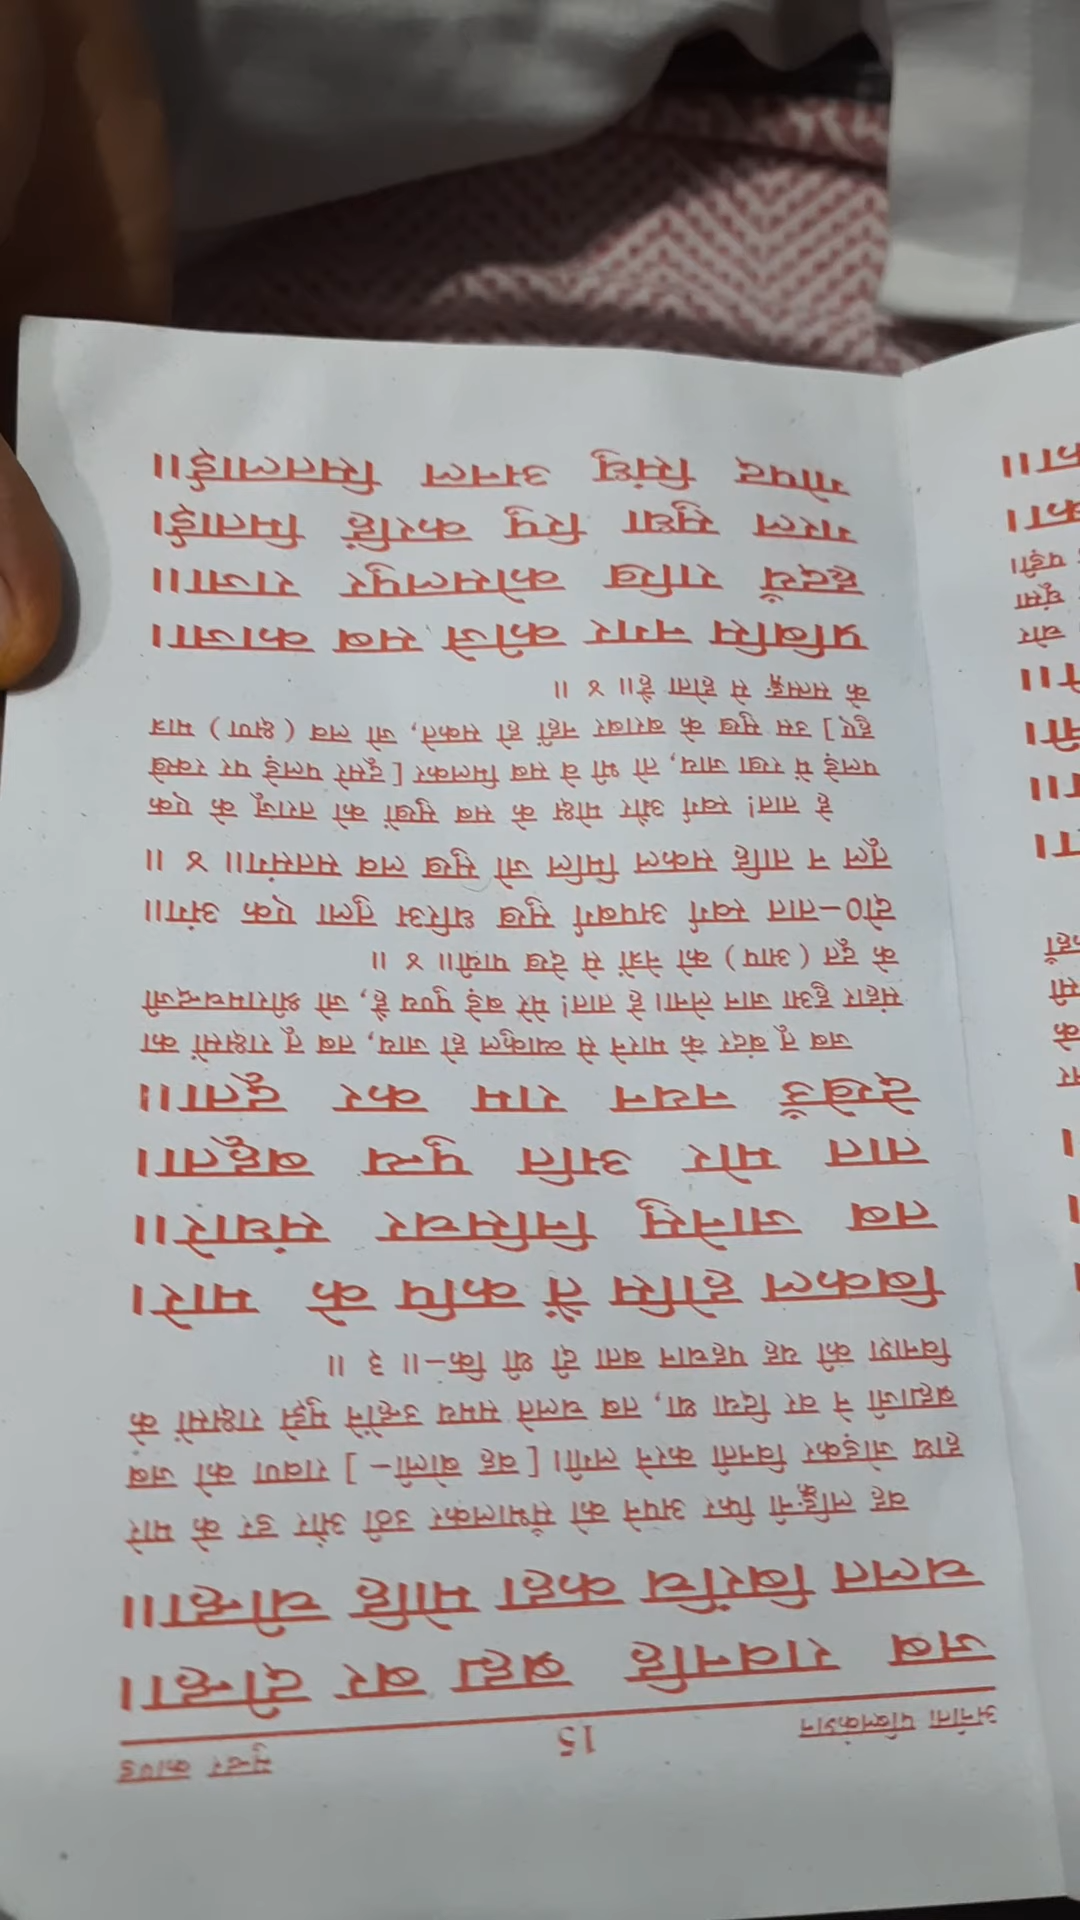 अनीता पब्लिकेशन 15 सुन्दर काण्ड
जब रावनहि ब्रह्म बर दीन्हा।
चलत बिरंचि कहा मोहि चीन्हा॥
वह लङ्किनी फिर अपने को सँभालकर उठी और डर के मारे
हाथ जोड़कर विनती करने लगी। [ वह बोली– ] रावण को जब
ब्रह्माजी ने वर दिया था, तब चलते समय उन्होंने मुझे राक्षसों के
विनाश की यह पहचान बता दी थी कि–॥ ३ ॥
बिकल होसि तैं कपि के मारे।
तब जानेसु निसिचर संघारे॥
तात मोर अति पुन्य बहूता।
देखेउँ नयन राम कर दूता॥
जब तू बंदर के मारने से व्याकुल हो जाय, तब तू राक्षसों का
संहार हुआ जान लेना। हे तात! मेरे बड़े पुण्य हैं, जो श्रीरामचन्द्रजी
के दूत (आप) को नेत्रों से देख पायी॥ ४ ॥
दो0–तात स्वर्ग अपबर्ग सुख धरिअ तुला एक अंग॥
तूल न ताहि सकल मिलि जो सुख लव सतसंग॥ ४ ॥
हे तात! स्वर्ग और मोक्ष के सब सुखों को तराजू के एक
पलड़े में रखा जाय, तो भी वे सब मिलकर [ दूसरे पलड़े पर रक्खे
हुए ] उस सुख के बराबर नहीं हो सकते, जो लव (क्षण) मात्र
के सत्सङ्ग से होता है॥ ४ ॥
प्रबिसि नगर कीजे सब काजा।
हृदयँ राखि कोसलपुर राजा॥
गरल सुधा रिपु करहिं मिताई।
गोपद सिंधु अनल सितलाई॥